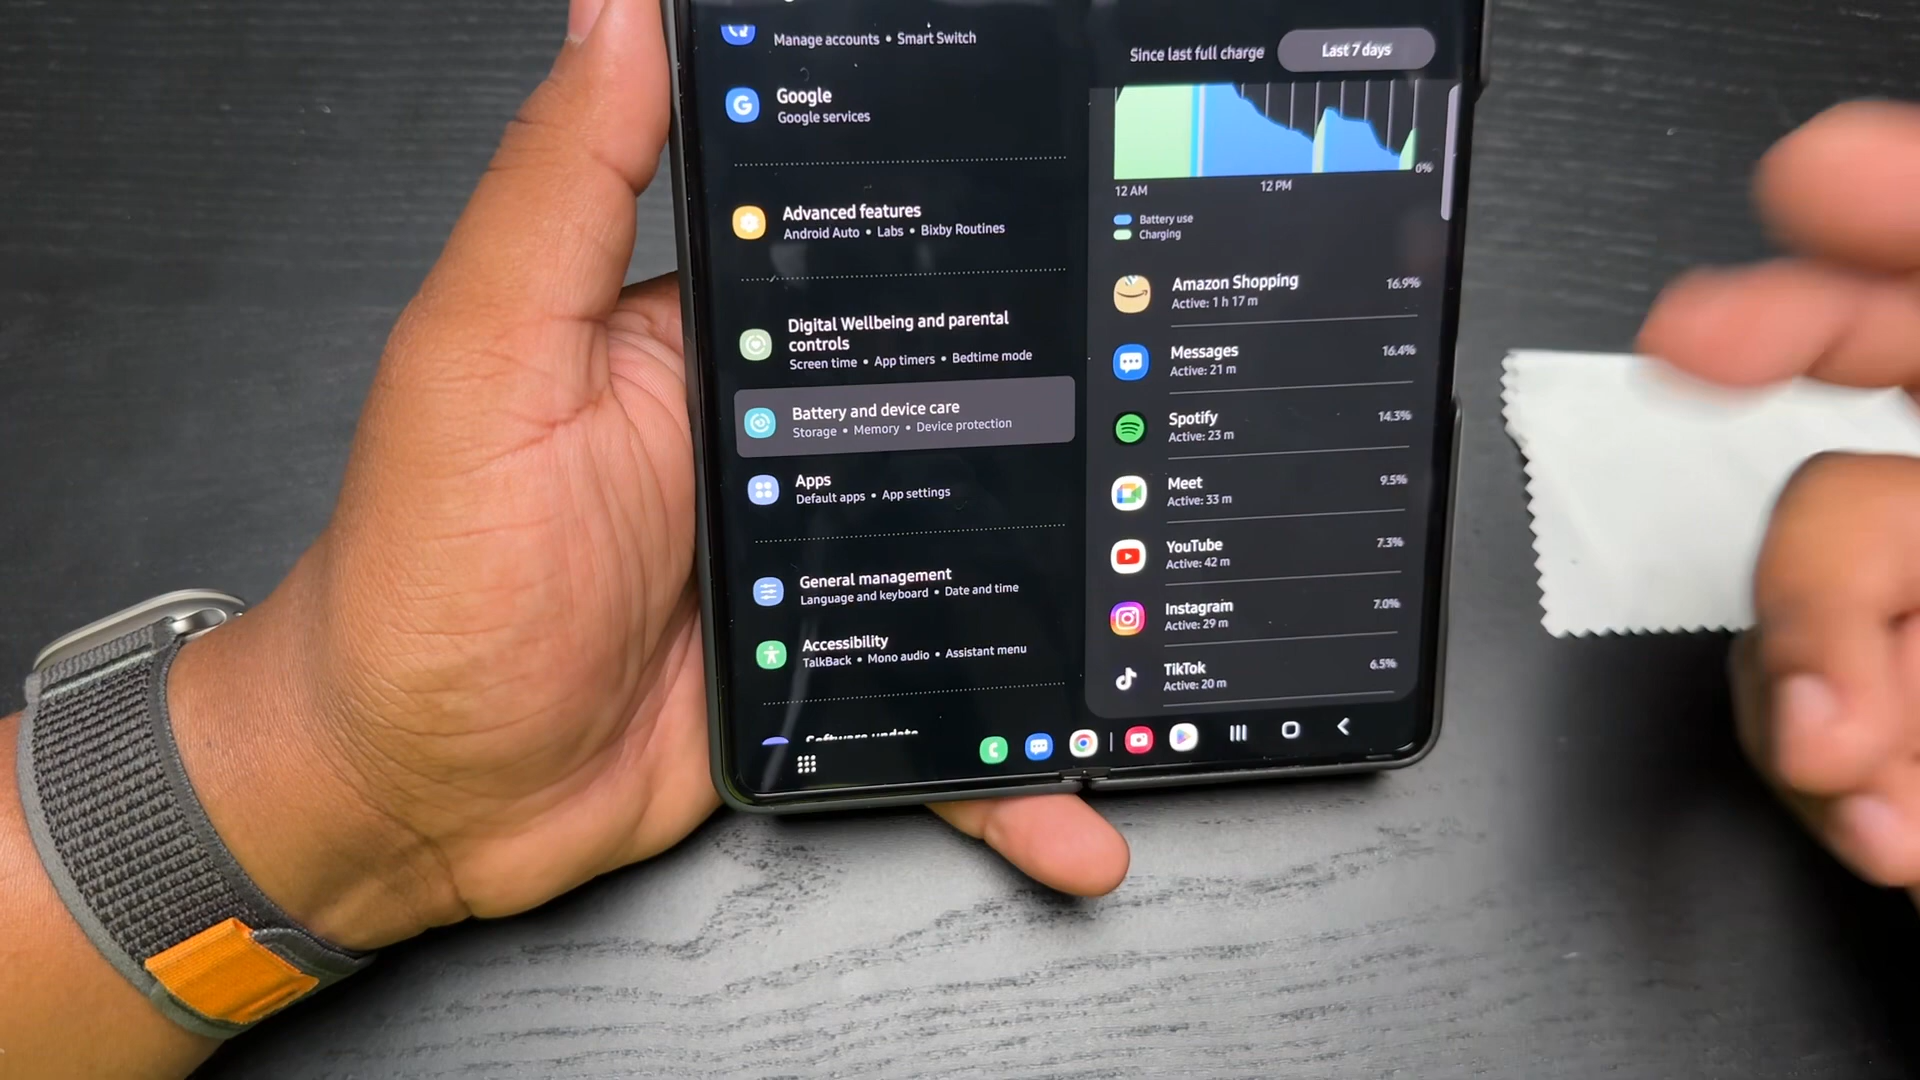 Manage accounts • Smart Switch
Google
Google services
Advanced features
Android Auto • Labs • Bixby Routines
Digital Wellbeing and parental
controls
Screen time • App timers • Bedtime mode
Battery and device care
Storage • Memory • Device protection
Apps
Default apps • App settings
General management
Language and keyboard • Date and time
Accessibility
TalkBack • Mono audio • Assistant menu
Software update
Since last full charge
Last 7 days
0%
12 AM
12 PM
Battery use
Charging
Amazon Shopping
16.9%
Active: 1 h 17 m
Messages
16.4%
Active: 21 m
Spotify
14.3%
Active: 23 m
Meet
9.5%
Active: 33 m
YouTube
7.3%
Active: 42 m
Instagram
7.0%
Active: 29 m
TikTok
6.5%
Active: 20 m